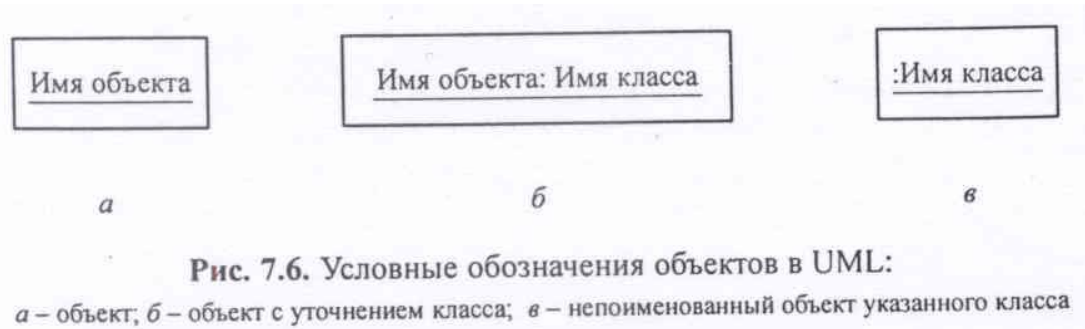 Имя объекта
Имя объекта: Имя класса
:Имя класса
а
б
в
Рис. 7.6. Условные обозначения объектов в UML:
а – объект; б – объект с уточнением класса; в – непоименованный объект указанного класса